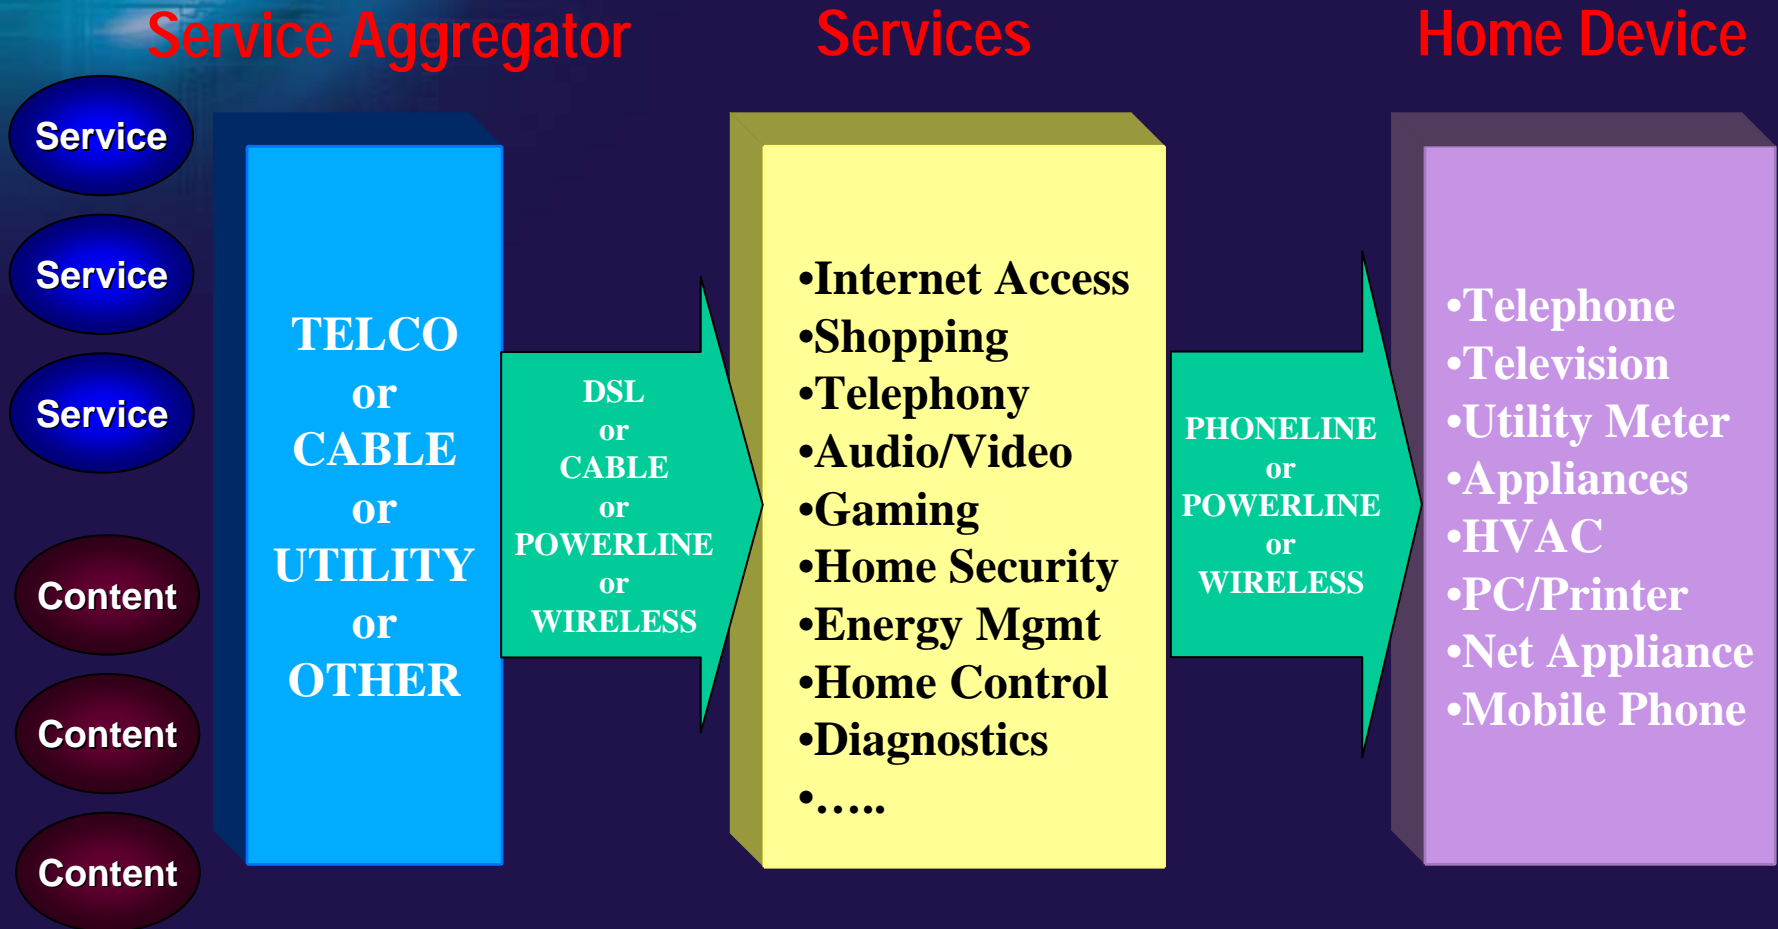 Service Aggregator
Services
Home Device
Service
Service
Service
Content
Content
Content
TELCO
or
CABLE
or
UTILITY
or
OTHER
DSL
or
CABLE
or
POWERLINE
or
WIRELESS
•Internet Access
•Shopping
•Telephony
•Audio/Video
•Gaming
•Home Security
•Energy Mgmt
•Home Control
•Diagnostics
•…..
PHONELINE
or
POWERLINE
or
WIRELESS
•Telephone
•Television
•Utility Meter
•Appliances
•HVAC
•PC/Printer
•Net Appliance
•Mobile Phone